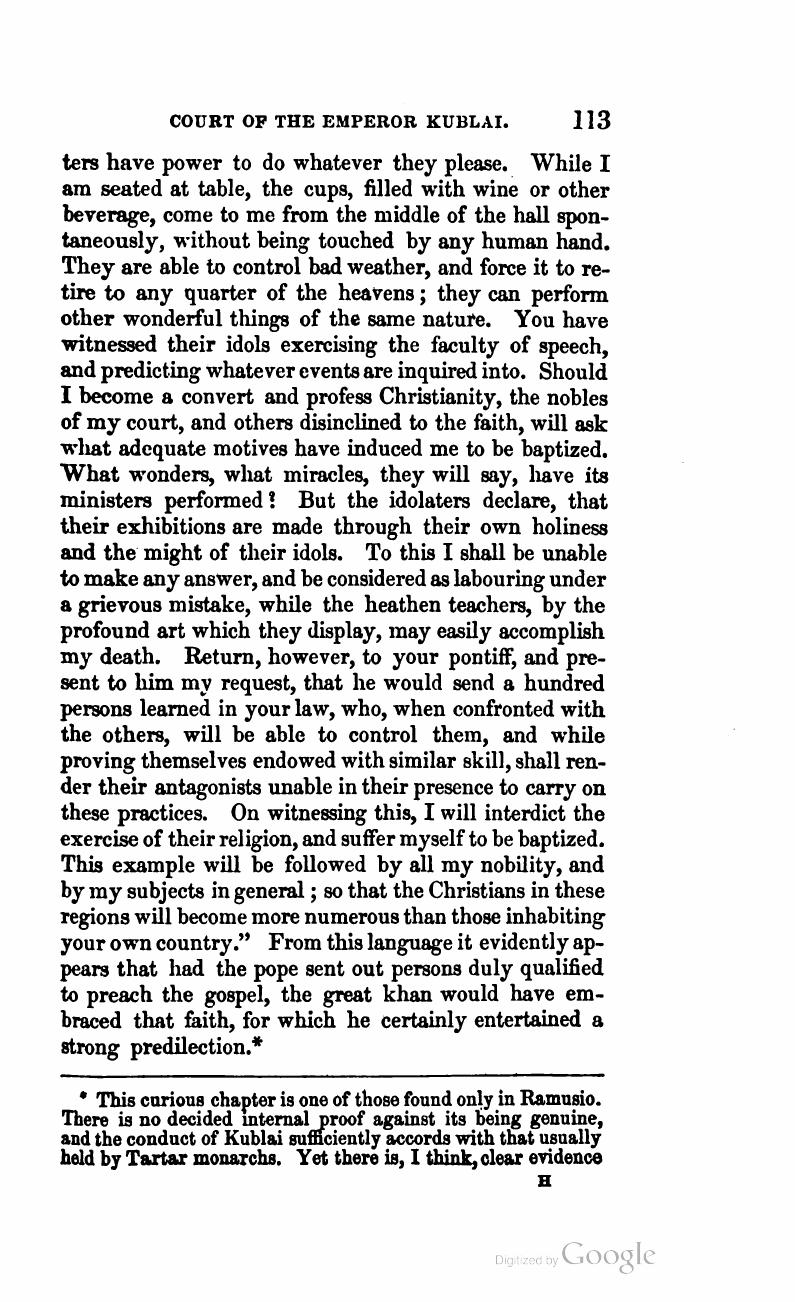 COURT OF THE EMPEROR KUBLAI. 113
ters have power to do whatever they please. While I
am seated at table, the cups, filled with wine or other
beverage, come to me from the middle of the hall spon-
taneously, without being touched by any human hand.
They are able to control bad weather, and force it to re-
tire to any quarter of the heavens; they can perform
other wonderful things of the same nature. You have
witnessed their idols exercising the faculty of speech,
and predicting whatever events are inquired into. Should
I become a convert and profess Christianity, the nobles
of my court, and others disinclined to the faith, will ask
what adequate motives have induced me to be baptized.
What wonders, what miracles, they will say, have its
ministers performed? But the idolaters declare, that
their exhibitions are made through their own holiness
and the might of their idols. To this I shall be unable
to make any answer, and be considered as labouring under
a grievous mistake, while the heathen teachers, by the
profound art which they display, may easily accomplish
my death. Return, however, to your pontiff, and pre-
sent to him my request, that he would send a hundred
persons learned in your law, who, when confronted with
the others, will be able to control them, and while
proving themselves endowed with similar skill, shall ren-
der their antagonists unable in their presence to carry on
these practices. On witnessing this, I will interdict the
exercise of their religion, and suffer myself to be baptized.
This example will be followed by all my nobility, and
by my subjects in general; so that the Christians in these
regions will become more numerous than those inhabiting
your own country.” From this language it evidently ap-
pears that had the pope sent out persons duly qualified
to preach the gospel, the great khan would have em-
braced that faith, for which he certainly entertained a
strong predilection.*
* This curious chapter is one of those found only in Ramusio.
There is no decided internal proof against its being genuine,
and the conduct of Kublai sufficiently accords with that usually
held by Tartar monarchs. Yet there is, I think, clear evidence
H
Digitized by Google